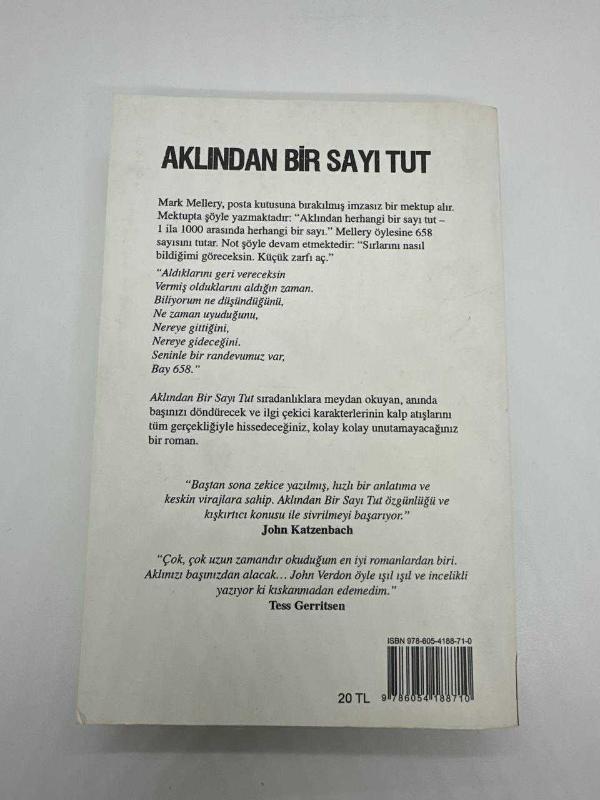 AKLINDAN BİR SAYI TUT
Mark Mellery, posta kutusuna bırakılmış imzasız bir mektup alır.
Mektupta şöyle yazmaktadır: “Aklından herhangi bir sayı tut –
1 ila 1000 arasında herhangi bir sayı.” Mellery öylesine 658
sayısını tutar. Not şöyle devam etmektedir: “Sırlarını nasıl
bildiğimi göreceksin. Küçük zarfı aç.”
“Aldıklarını geri vereceksin
Vermiş olduklarını aldığın zaman.
Biliyorum ne düşündüğünü,
Ne zaman uyuduğunu,
Nereye gittiğini,
Nereye gideceğini.
Seninle bir randevumuz var,
Bay 658.”
Aklından Bir Sayı Tut sıradanlıklara meydan okuyan, anında
başınızı döndürecek ve ilgi çekici karakterlerinin kalp atışlarını
tüm gerçekliğiyle hissedeceğiniz, kolay kolay unutamayacağınız
bir roman.
“Baştan sona zekice yazılmış, hızlı bir anlatıma ve
keskin virajlara sahip. Aklından Bir Sayı Tut özgünlüğü ve
kışkırtıcı konusu ile sivrilmeyi başarıyor.”
John Katzenbach
“Çok, çok uzun zamandır okuduğum en iyi romanlardan biri.
Aklınızı başınızdan alacak… John Verdon öyle ışıl ışıl ve incelikli
yazıyor ki kıskanmadan edemedim.”
Tess Gerritsen
ISBN 978-605-4188-71-0
20 TL
9 786054 188710